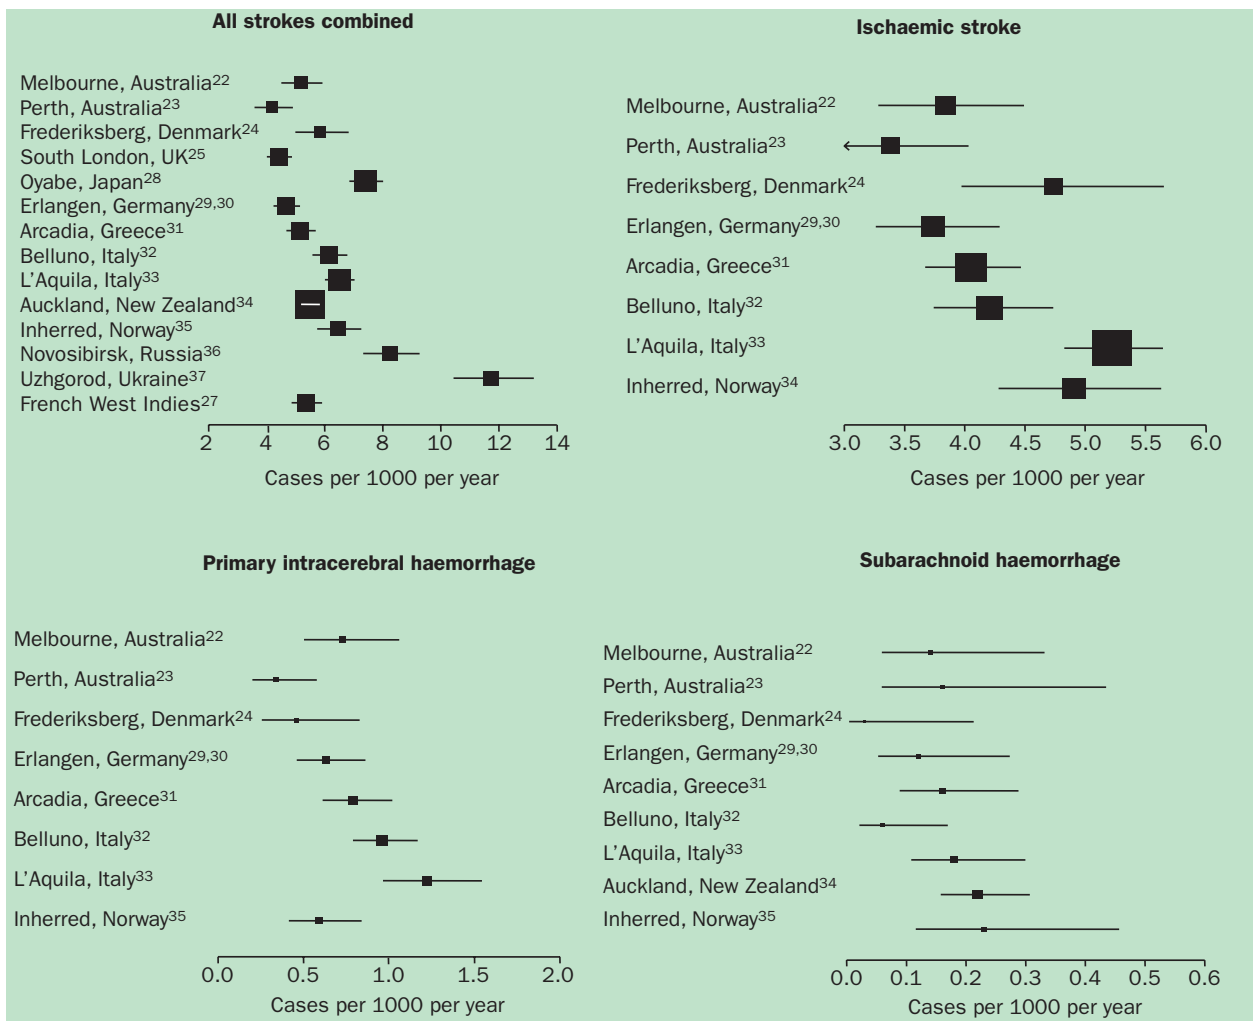 All strokes combined
Melbourne, Australia22
Perth, Australia23
Frederiksberg, Denmark24
South London, UK25
Oyabe, Japan28
Erlangen, Germany29,30
Arcadia, Greece31
Belluno, Italy32
L’Aquila, Italy33
Auckland, New Zealand34
Inherred, Norway35
Novosibirsk, Russia36
Uzhgorod, Ukraine37
French West Indies27
2 4 6 8 10 12 14
Cases per 1000 per year
Ischaemic stroke
Melbourne, Australia22
Perth, Australia23
Frederiksberg, Denmark24
Erlangen, Germany29,30
Arcadia, Greece31
Belluno, Italy32
L’Aquila, Italy33
Inherred, Norway34
3.0 3.5 4.0 4.5 5.0 5.5 6.0
Cases per 1000 per year
Primary intracerebral haemorrhage
Melbourne, Australia22
Perth, Australia23
Frederiksberg, Denmark24
Erlangen, Germany29,30
Arcadia, Greece31
Belluno, Italy32
L’Aquila, Italy33
Inherred, Norway35
0.0 0.5 1.0 1.5 2.0
Cases per 1000 per year
Subarachnoid haemorrhage
Melbourne, Australia22
Perth, Australia23
Frederiksberg, Denmark24
Erlangen, Germany29,30
Arcadia, Greece31
Belluno, Italy32
L’Aquila, Italy33
Auckland, New Zealand34
Inherred, Norway35
0.0 0.1 0.2 0.3 0.4 0.5 0.6
Cases per 1000 per year